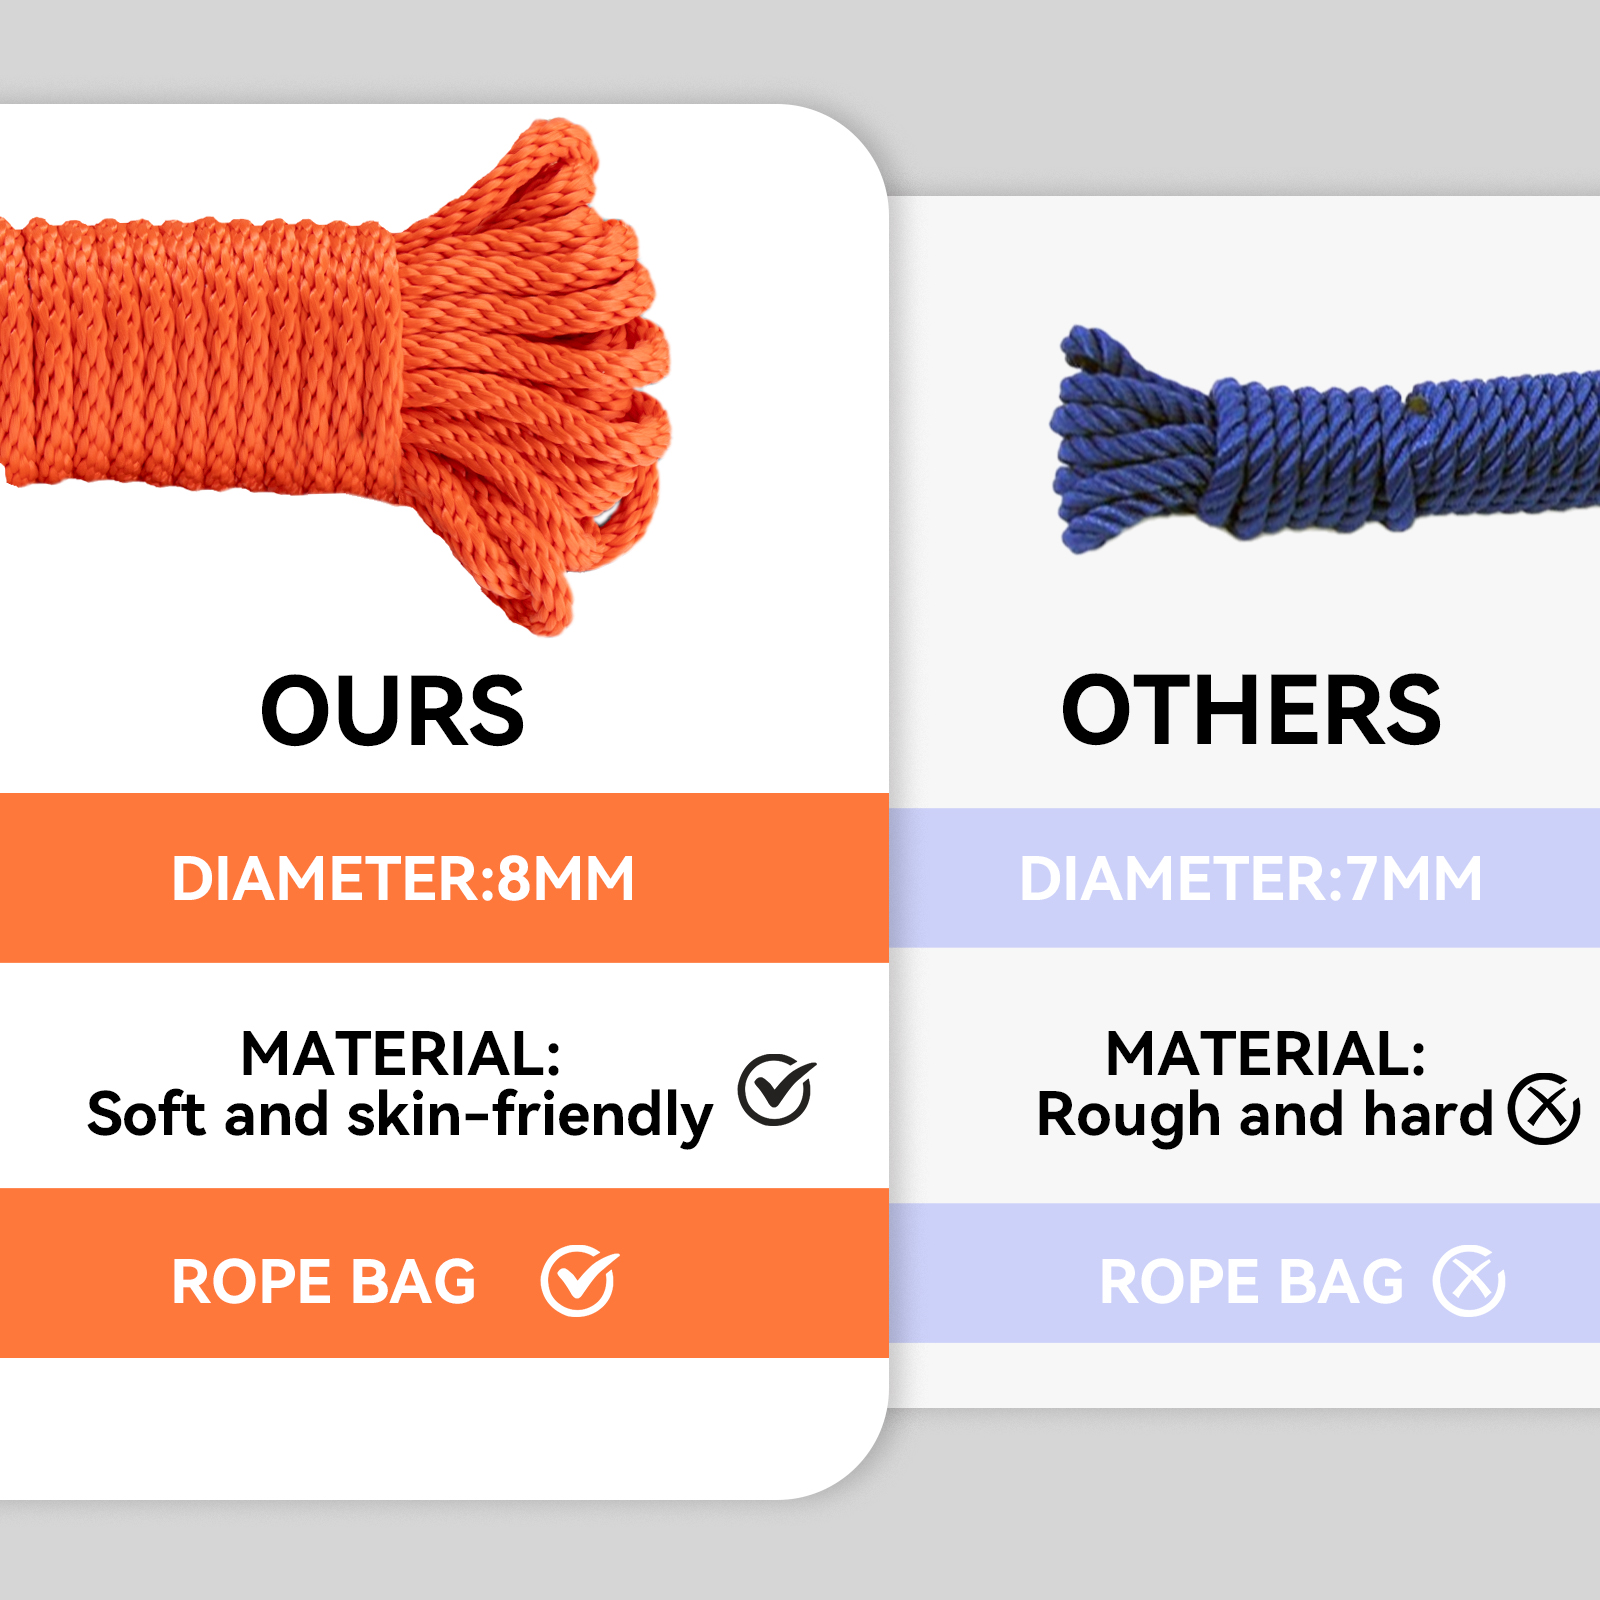 OURS
DIAMETER:8MM
MATERIAL:
Soft and skin-friendly
ROPE BAG
OTHERS
DIAMETER:7MM
MATERIAL:
Rough and hard
ROPE BAG